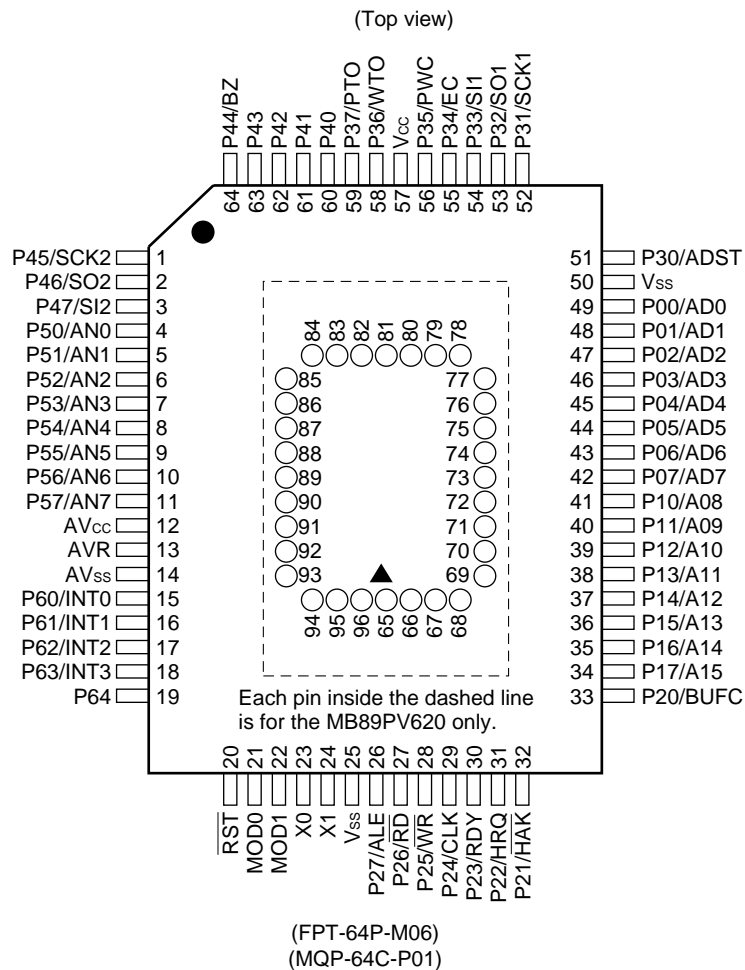 (Top view)
P44/BZ
P43
P42
P41
P40
P37/PTO
P36/WTO
Vcc
P35/PWC
P34/EC
P33/SI1
P32/SO1
P31/SCK1
64
63
62
61
60
59
58
57
56
55
54
53
52
P45/SCK2 1
P46/SO2 2
P47/SI2 3
P50/AN0 4
P51/AN1 5
P52/AN2 6
P53/AN3 7
P54/AN4 8
P55/AN5 9
P56/AN6 10
P57/AN7 11
AVcc 12
AVR 13
AVss 14
P60/INT0 15
P61/INT1 16
P62/INT2 17
P63/INT3 18
P64 19
84
83
82
81
80
79
78
85
86
87
88
89
90
91
92
93
77
76
75
74
73
72
71
70
69
94
95
96
65
66
67
68
Each pin inside the dashed line
is for the MB89PV620 only.
51 P30/ADST
50 Vss
49 P00/AD0
48 P01/AD1
47 P02/AD2
46 P03/AD3
45 P04/AD4
44 P05/AD5
43 P06/AD6
42 P07/AD7
41 P10/A08
40 P11/A09
39 P12/A10
38 P13/A11
37 P14/A12
36 P15/A13
35 P16/A14
34 P17/A15
33 P20/BUFC
20
21
22
23
24
25
26
27
28
29
30
31
32
RST
MOD0
MOD1
X0
X1
Vss
P27/ALE
P26/RD
P25/WR
P24/CLK
P23/RDY
P22/HRQ
P21/HAK
(FPT-64P-M06)
(MQP-64C-P01)